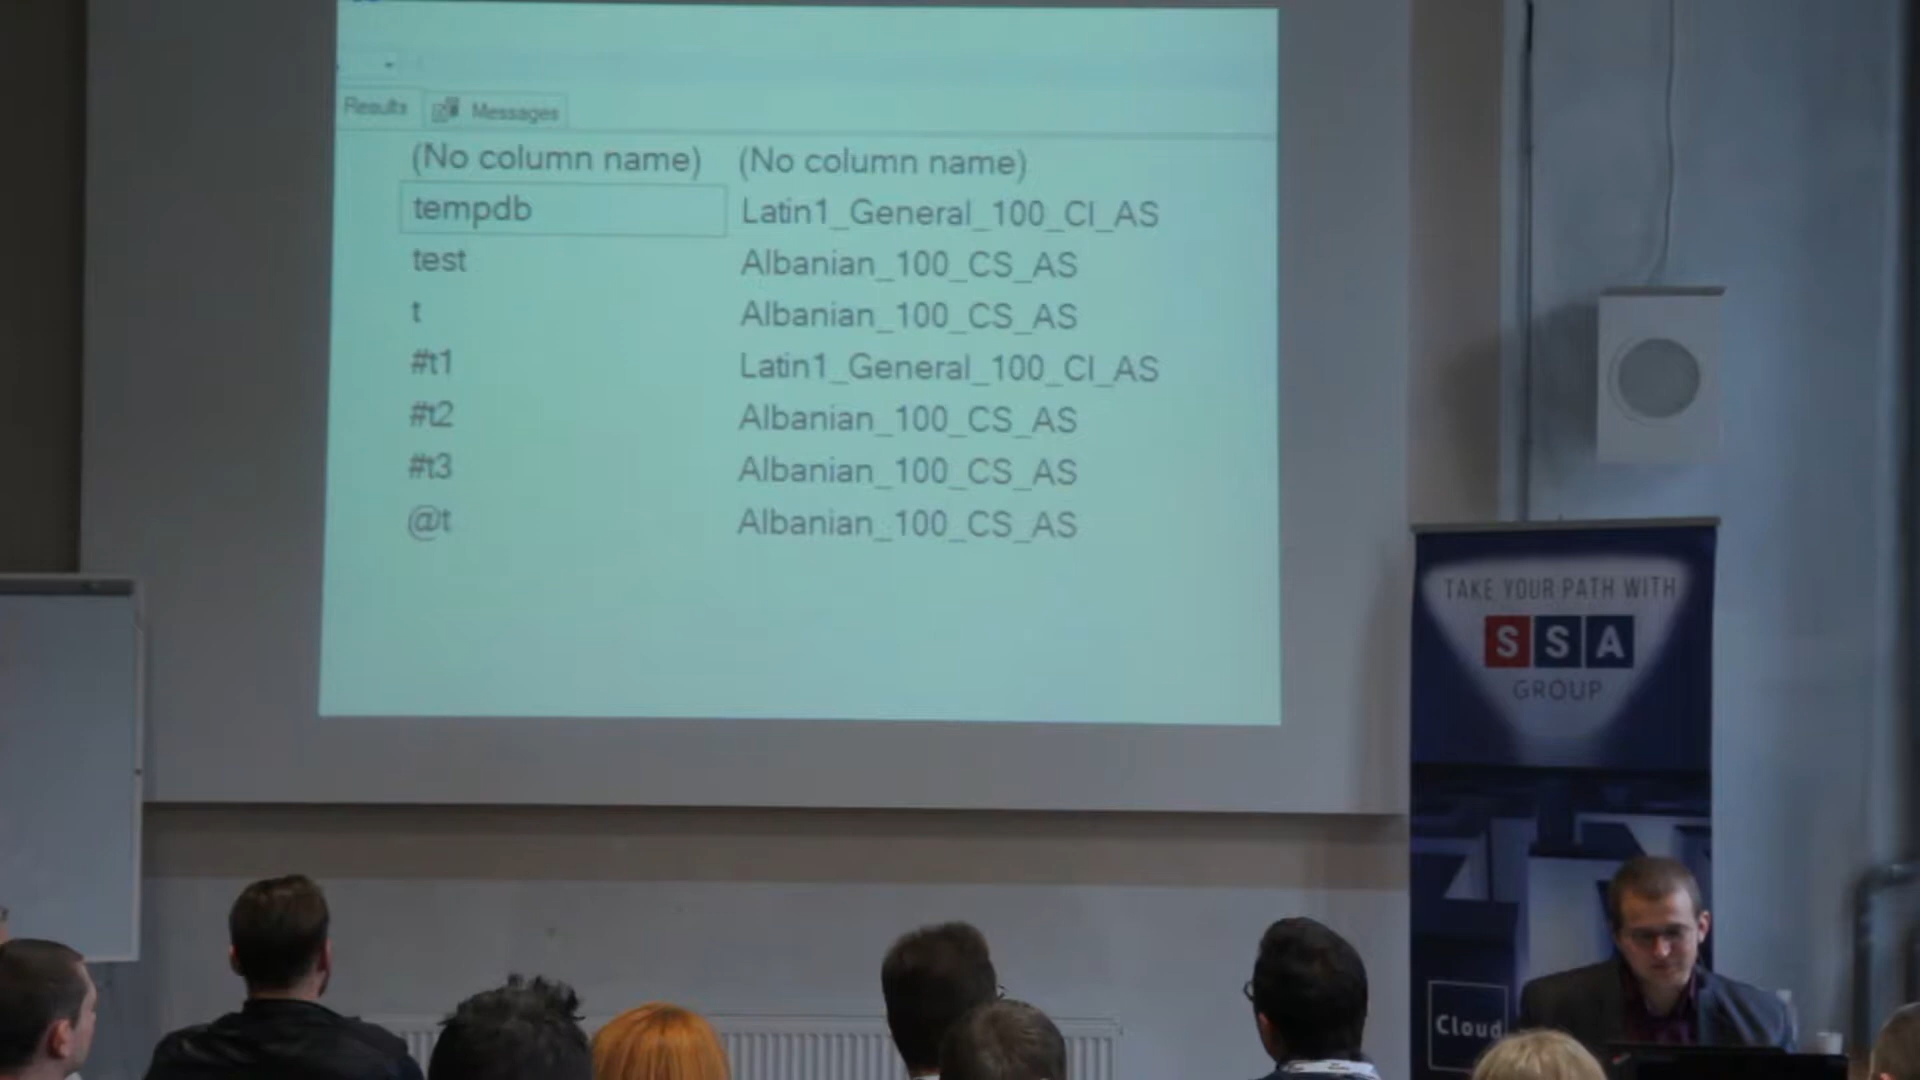 Results Messages
(No column name) (No column name)
tempdb Latin1_General_100_CI_AS
test Albanian_100_CS_AS
t Albanian_100_CS_AS
#t1 Latin1_General_100_CI_AS
#t2 Albanian_100_CS_AS
#t3 Albanian_100_CS_AS
@t Albanian_100_CS_AS
TAKE YOUR PATH WITH
SSA
GROUP
Cloud